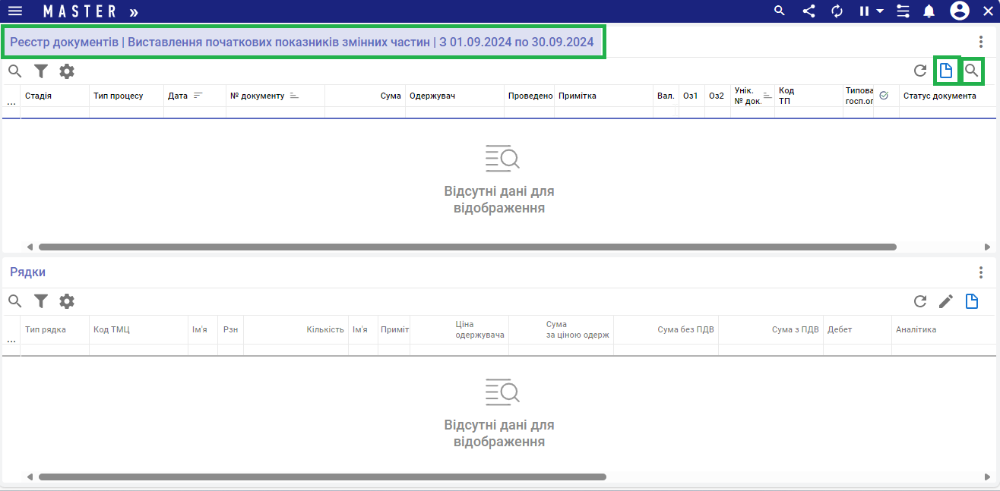 MASTER »
Реєстр документів | Виставлення початкових показників змінних частин | З 01.09.2024 по 30.09.2024
... Стадія Тип процесу Дата № документу Сума Одержувач Проведено Примітка Вал. Оз1 Оз2 Унік. № док. Код ТП Типова госп.оп Статус документа
Відсутні дані для
відображення
Рядки
... Тип рядка Код ТМЦ Ім'я Рзн Кількість Ім'я Приміт Ціна одержувача Сума за ціною одерж Сума без ПДВ Сума з ПДВ Дебет Аналітика
Відсутні дані для
відображення